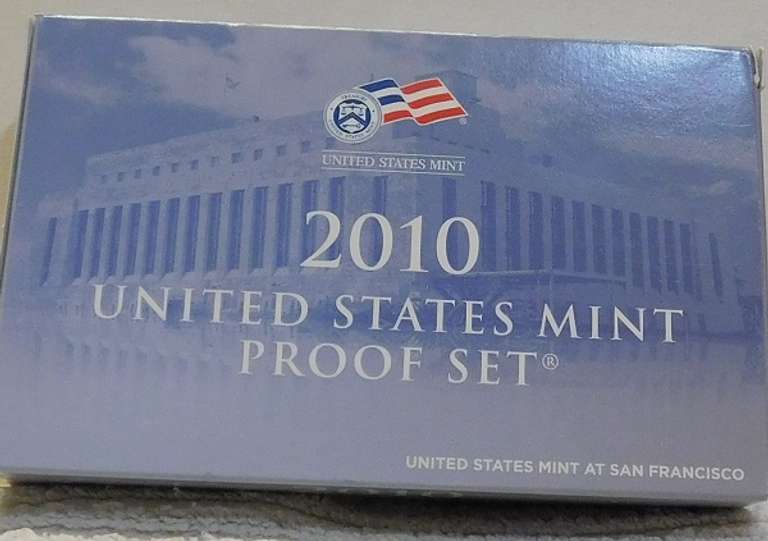 UNITED STATES MINT
2010
UNITED STATES MINT
PROOF SET®
UNITED STATES MINT AT SAN FRANCISCO